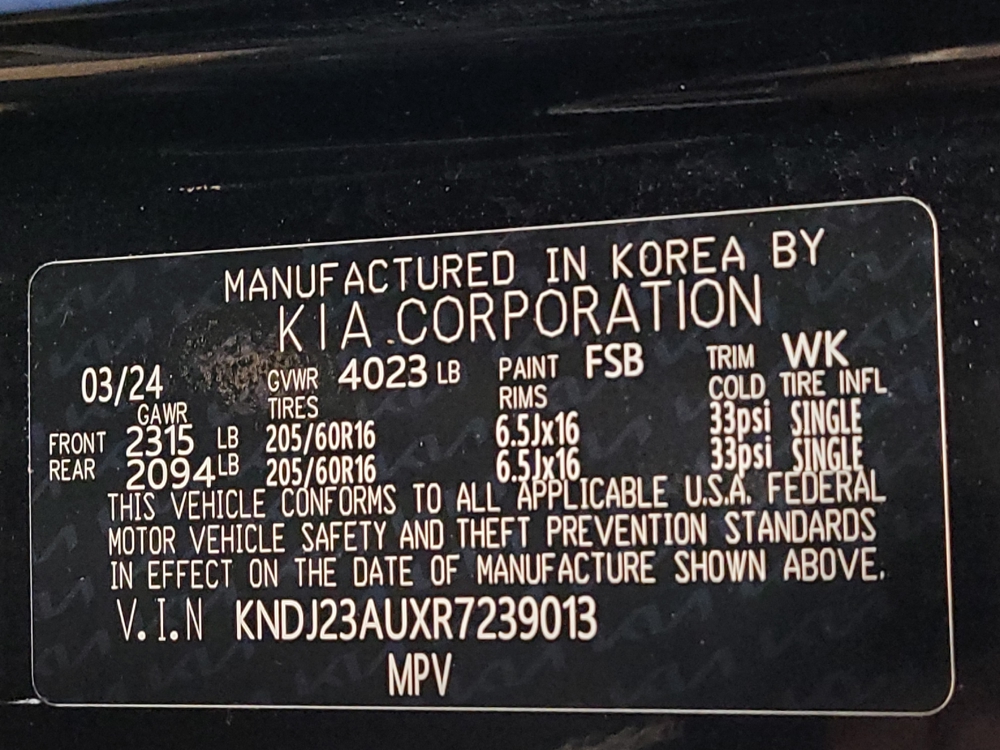 MANUFACTURED IN KOREA BY
KIA CORPORATION
03/24 GVWR 4023 LB PAINT FSB TRIM WK
GAWR TIRES RIMS COLD TIRE INFL
FRONT 2315 LB 205/60R16 6.5Jx16 33psi SINGLE
REAR 2094 LB 205/60R16 6.5Jx16 33psi SINGLE
THIS VEHICLE CONFORMS TO ALL APPLICABLE U.S.A. FEDERAL
MOTOR VEHICLE SAFETY AND THEFT PREVENTION STANDARDS
IN EFFECT ON THE DATE OF MANUFACTURE SHOWN ABOVE.
V.I.N KNDJ23AUXR7239013
MPV